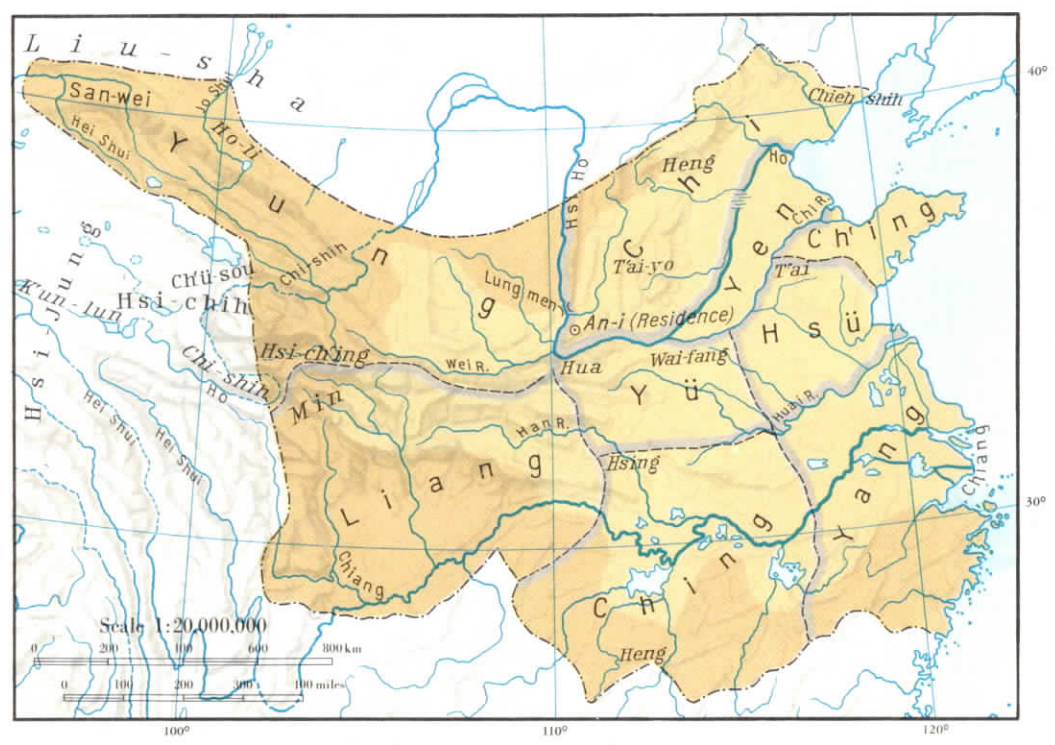 Liu-sha
40°
San-wei
Jo Shui
Chieh shih
Hei Shui
Ho-li
Yung
Heng
Chi
Ho
Hsi Ho
Yen
Chi R.
Ch'ing
Chi-shih
T'ai-yo
T'ai
Ch'ü-sou
Lung men
K'un-lun
Hsi-chih
Hsi-Jung
An-i (Residence)
Hsü
Hsi-ch'ing
Wei R.
Hua
Wai-fang
Chi-shih
Ho
Min
Yü
Huai R.
Hei Shui
Hei Shui
Han R.
Hsing
Liang
Yang
Chiang
30°
Chiang
Ching
Heng
Scale 1:20,000,000
0 200 400 600 800 km
0 100 200 300 400 miles
100° 110° 120°